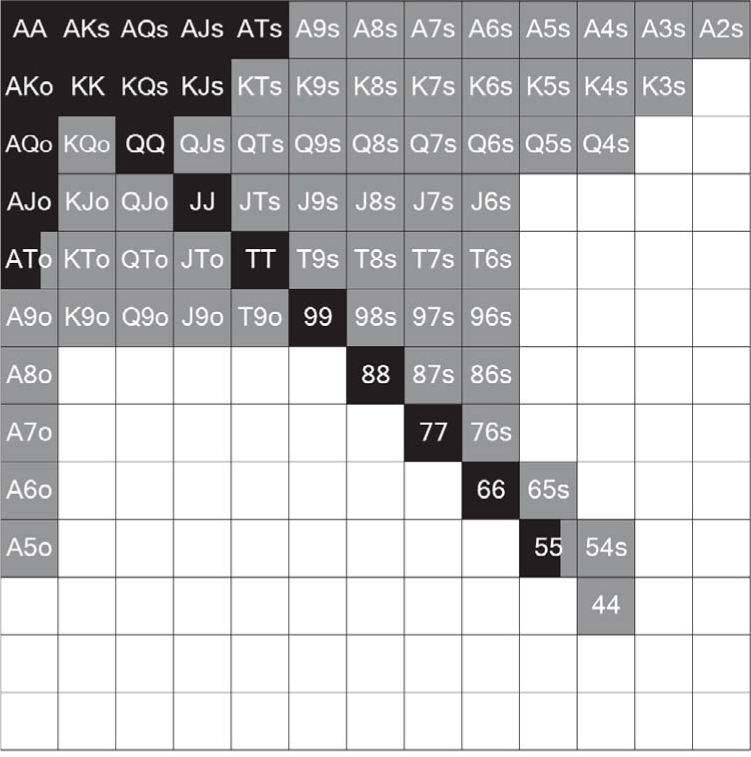 AA AKs AQs AJs ATs A9s A8s A7s A6s A5s A4s A3s A2s
AKo KK KQs KJs KTs K9s K8s K7s K6s K5s K4s K3s
AQo KQo QQ QJs QTs Q9s Q8s Q7s Q6s Q5s Q4s
AJo KJo QJo JJ JTs J9s J8s J7s J6s
ATo KTo QTo JTo TT T9s T8s T7s T6s
A9o K9o Q9o J9o T9o 99 98s 97s 96s
A8o 88 87s 86s
A7o 77 76s
A6o 66 65s
A5o 55 54s
44